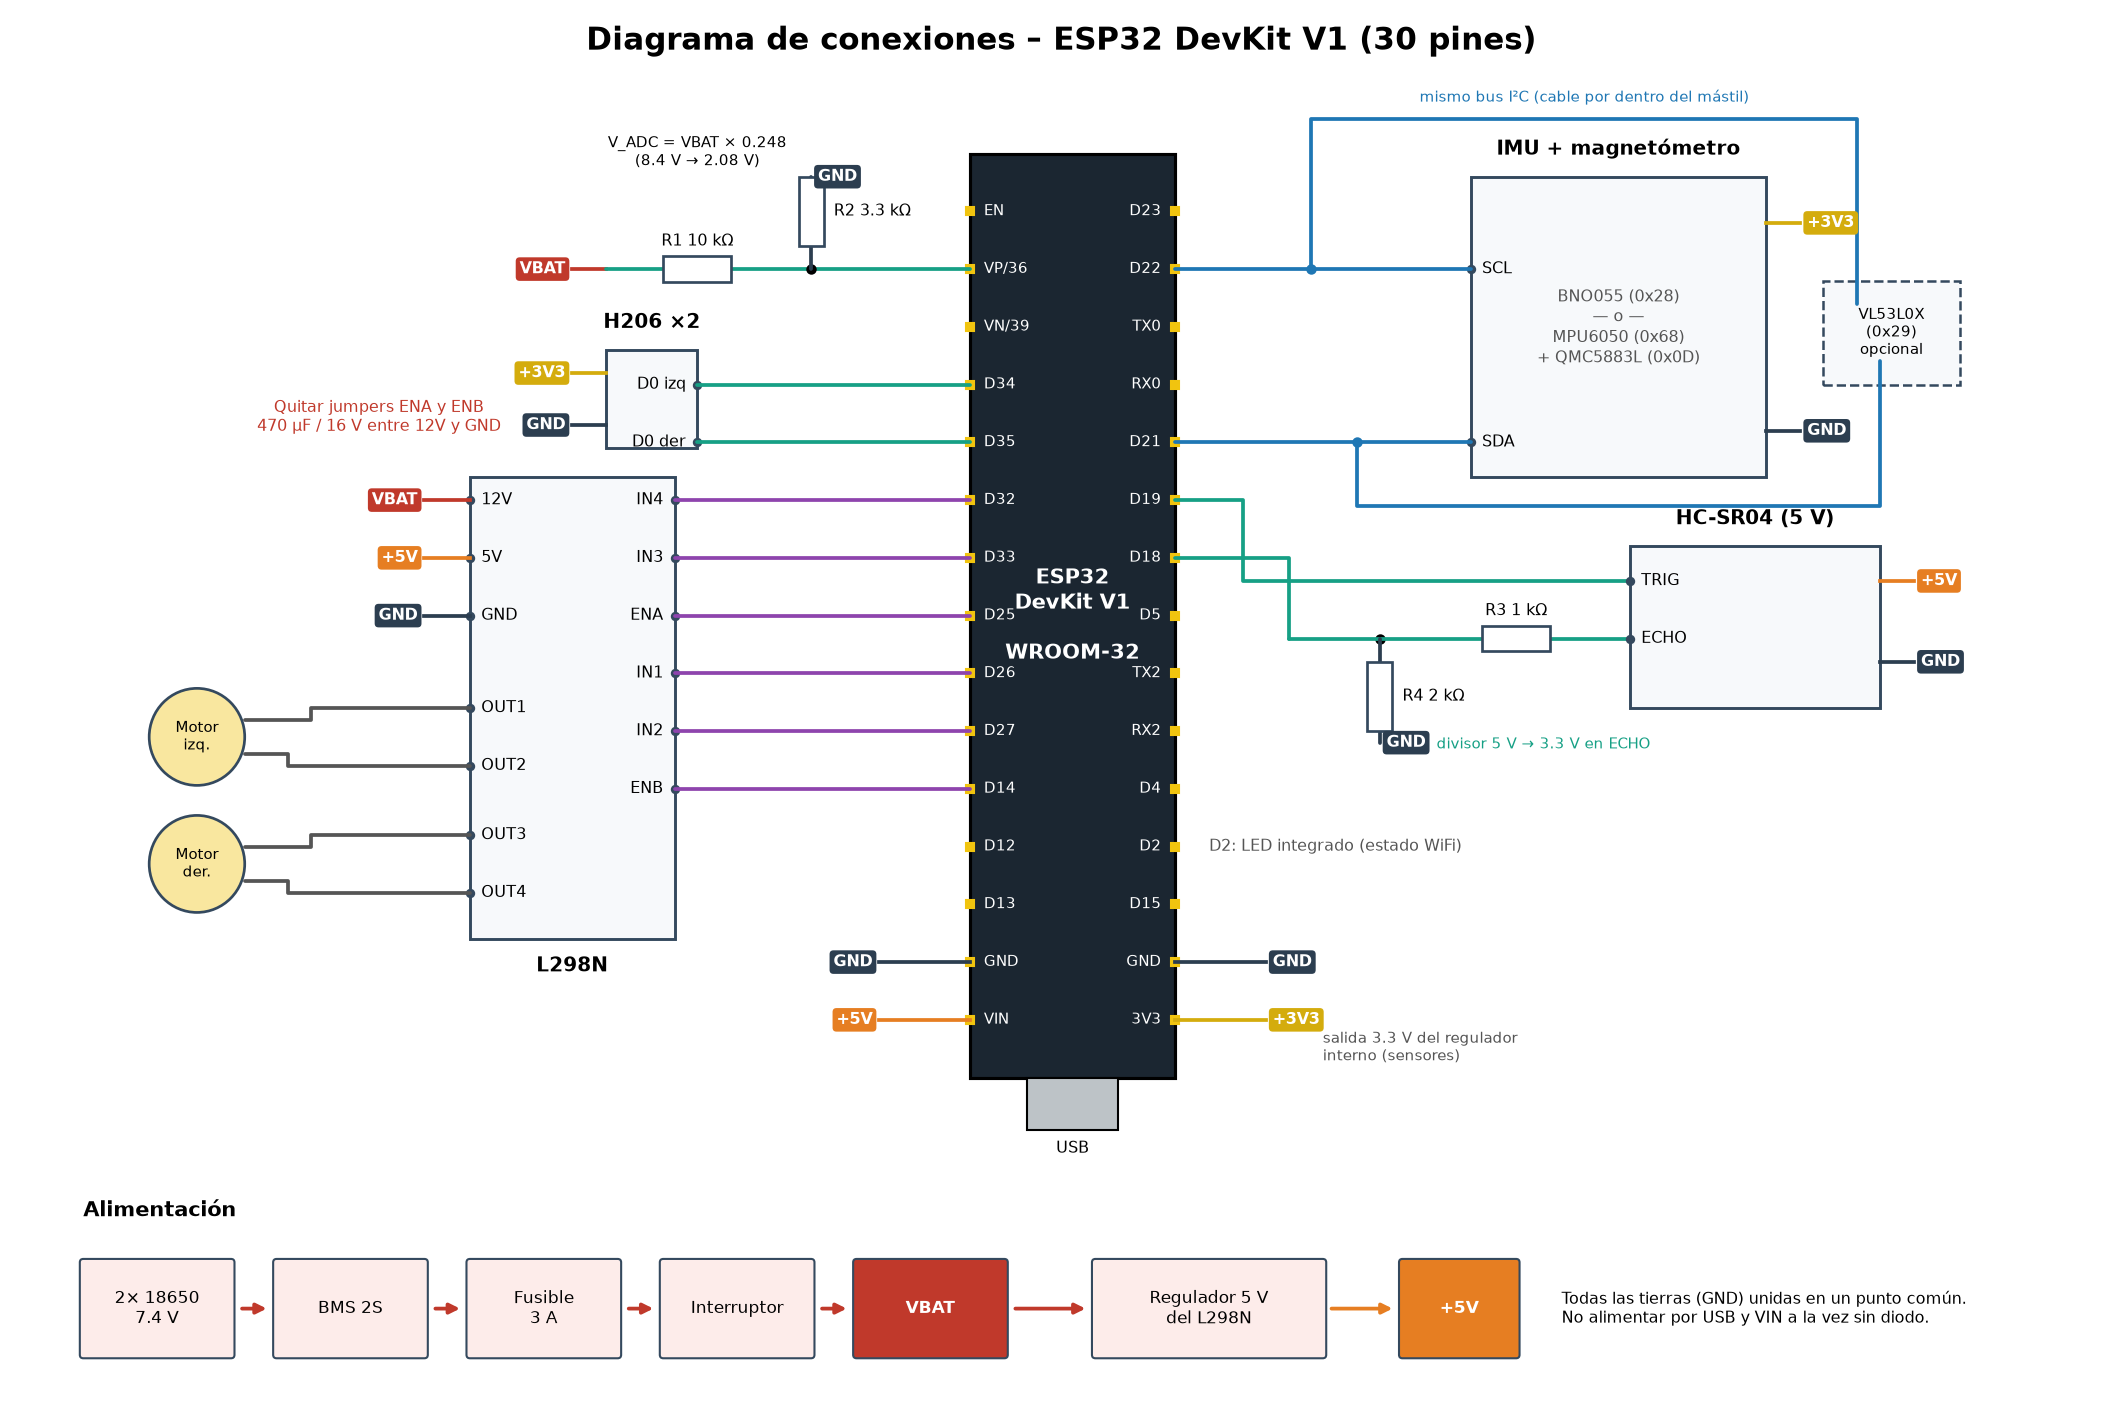 Diagrama de conexiones – ESP32 DevKit V1 (30 pines)
mismo bus I²C (cable por dentro del mástil)
V_ADC = VBAT × 0.248
(8.4 V → 2.08 V)
GND
R2 3.3 kΩ
R1 10 kΩ
VBAT
H206 ×2
+3V3
GND
D0 izq
D0 der
Quitar jumpers ENA y ENB
470 µF / 16 V entre 12V y GND
VBAT
+5V
GND
12V
5V
GND
OUT1
OUT2
OUT3
OUT4
IN4
IN3
ENA
IN1
IN2
ENB
L298N
Motor
izq.
Motor
der.
EN
VP/36
VN/39
D34
D35
D32
D33
D25
D26
D27
D14
D12
D13
GND
VIN
ESP32
DevKit V1
WROOM-32
D23
D22
TX0
RX0
D21
D19
D18
D5
TX2
RX2
D4
D2
D15
GND
3V3
GND
+5V
USB
IMU + magnetómetro
SCL
SDA
BNO055 (0x28)
— o —
MPU6050 (0x68)
+ QMC5883L (0x0D)
+3V3
GND
VL53L0X
(0x29)
opcional
HC-SR04 (5 V)
TRIG
ECHO
+5V
GND
R3 1 kΩ
R4 2 kΩ
GND
divisor 5 V → 3.3 V en ECHO
D2: LED integrado (estado WiFi)
GND
+3V3
salida 3.3 V del regulador
interno (sensores)
Alimentación
2× 18650
7.4 V
BMS 2S
Fusible
3 A
Interruptor
VBAT
Regulador 5 V
del L298N
+5V
Todas las tierras (GND) unidas en un punto común.
No alimentar por USB y VIN a la vez sin diodo.